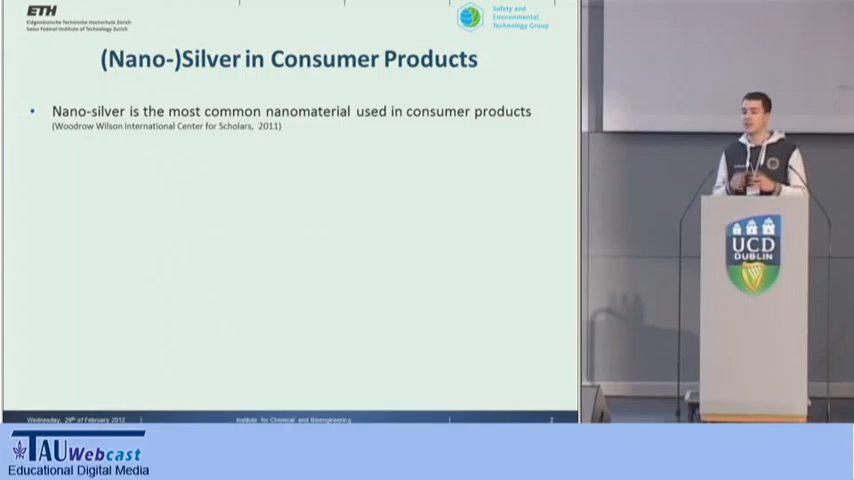 ETH
Eidgenössische Technische Hochschule Zürich
Swiss Federal Institute of Technology Zurich
Safety and
Environmental
Technology Group
(Nano-)Silver in Consumer Products
• Nano-silver is the most common nanomaterial used in consumer products
(Woodrow Wilson International Center for Scholars, 2011)
UCD
DUBLIN
Wednesday, 29th of February 2012
Institute for Chemical and Bioengineering
2
TAU Webcast
Educational Digital Media